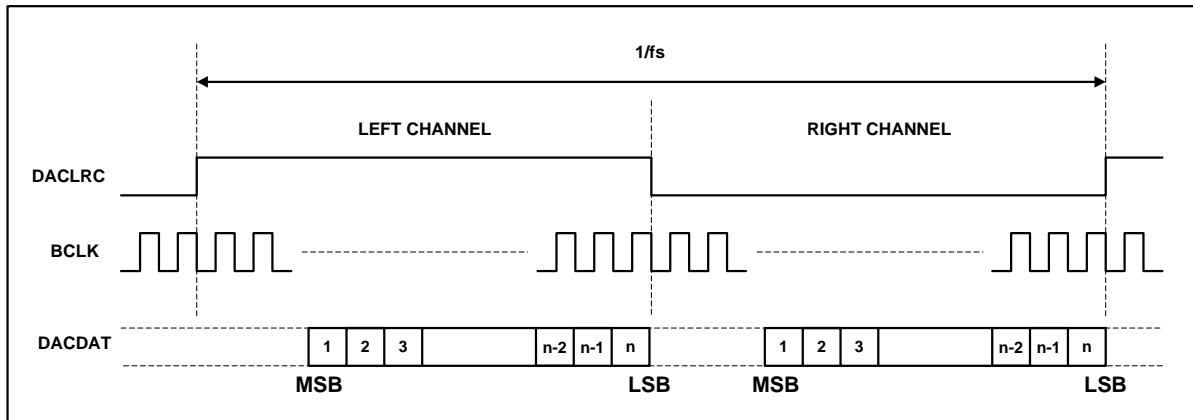 1/fs
LEFT CHANNEL RIGHT CHANNEL
DACLRC
BCLK
DACDAT 1 2 3 n-2 n-1 n 1 2 3 n-2 n-1 n
MSB LSB MSB LSB